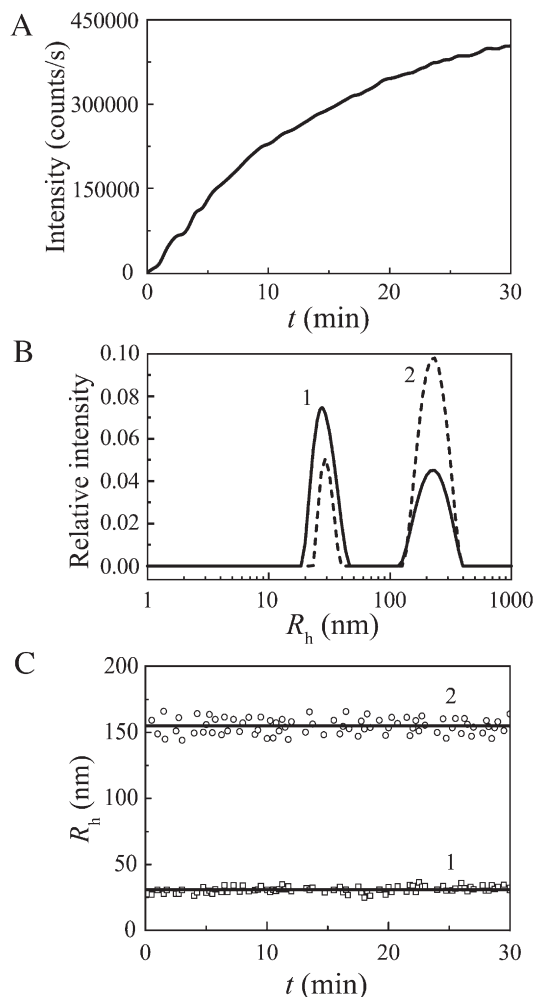 A
450000
300000
150000
0
Intensity (counts/s)
0 10 20 30
t (min)
B
0.10
0.08
0.06
0.04
0.02
0.00
Relative intensity
1
2
1 10 100 1000
Rh (nm)
C
200
150
100
50
0
Rh (nm)
2
1
0 10 20 30
t (min)